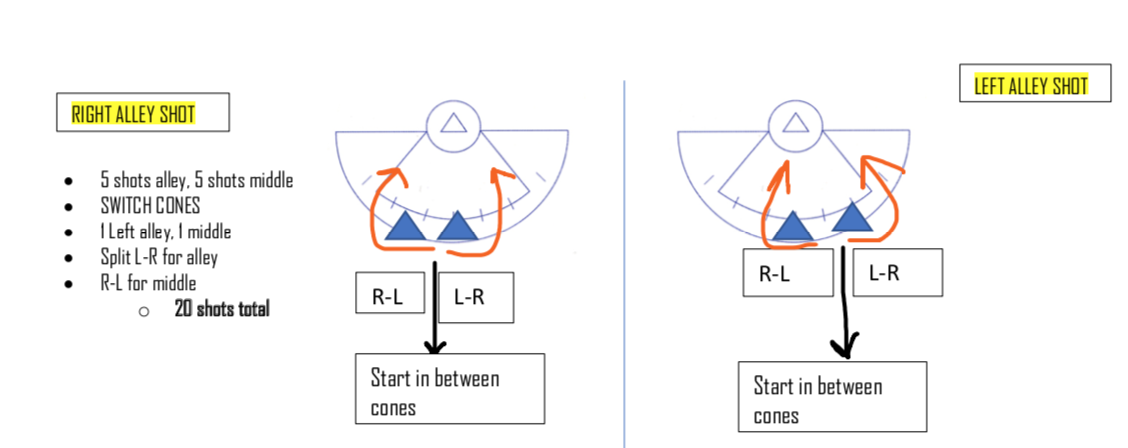 RIGHT ALLEY SHOT
• 5 shots alley, 5 shots middle
• SWITCH CONES
• 1 Left alley, 1 middle
• Split L-R for alley
• R-L for middle
○ 20 shots total
R-L
L-R
Start in between
cones
LEFT ALLEY SHOT
R-L
L-R
Start in between
cones